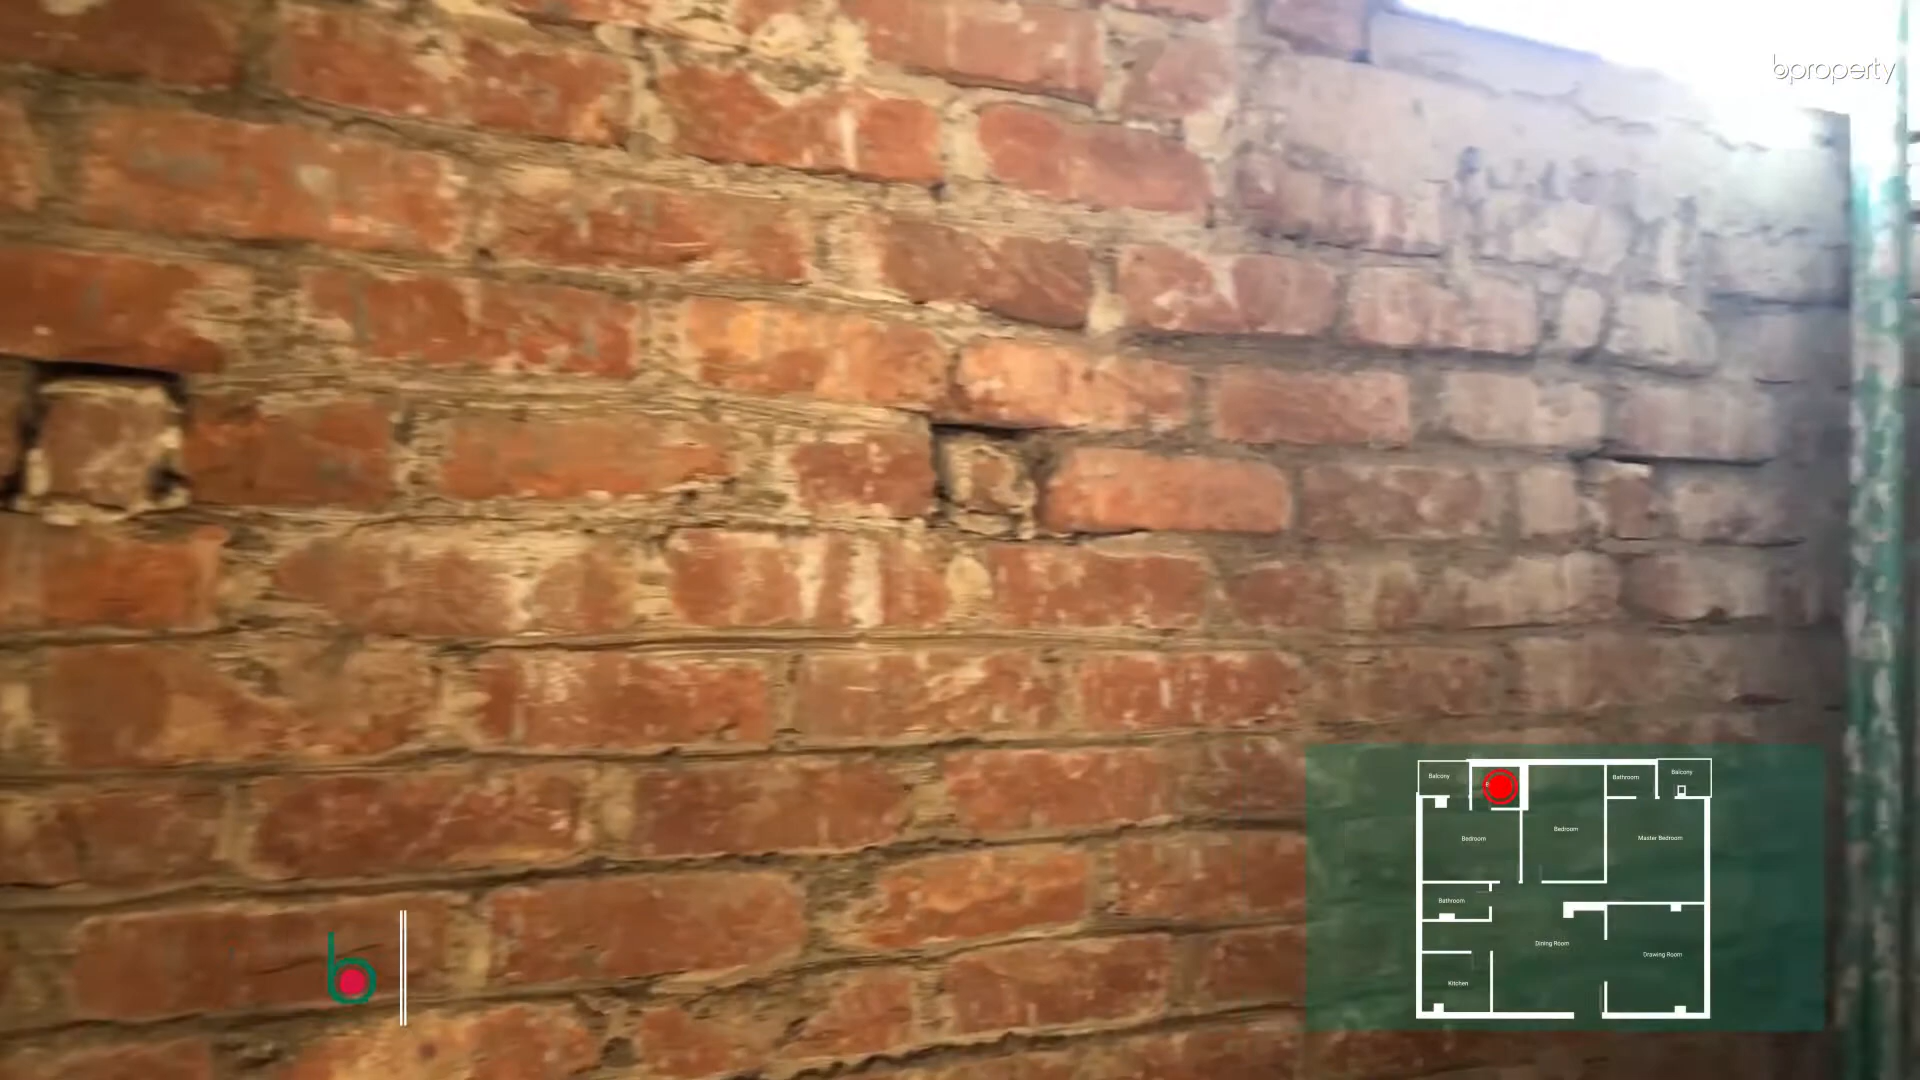 bproperty
Balcony
Bathroom
Balcony
Bedroom
Bedroom
Master Bedroom
Bathroom
Dining Room
Drawing Room
Kitchen
b